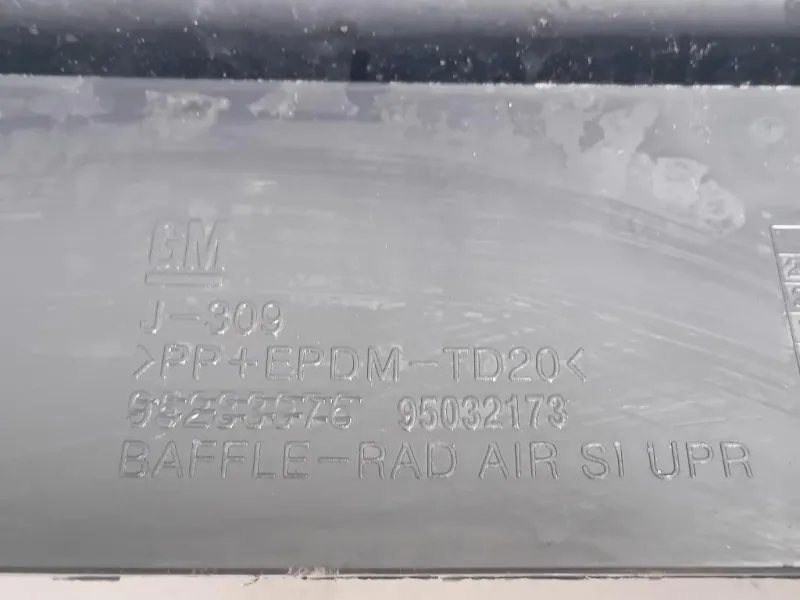 GM
J-309
>PP+EPDM-TD20<
95032173
BAFFLE-RAD AIR SI UPR